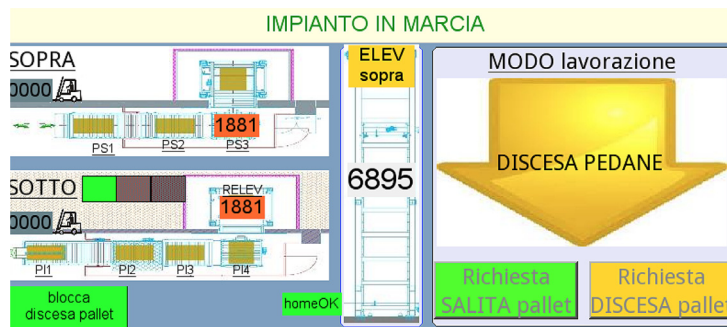 IMPIANTO IN MARCIA
SOPRA
0000
1881
PS1
PS2
PS3
SOTTO
0000
RELEV
1881
PI1
PI2
PI3
PI4
blocca
discesa pallet
homeOK
ELEV
sopra
6895
MODO lavorazione
DISCESA PEDANE
Richiesta
SALITA pallet
Richiesta
DISCESA pallet